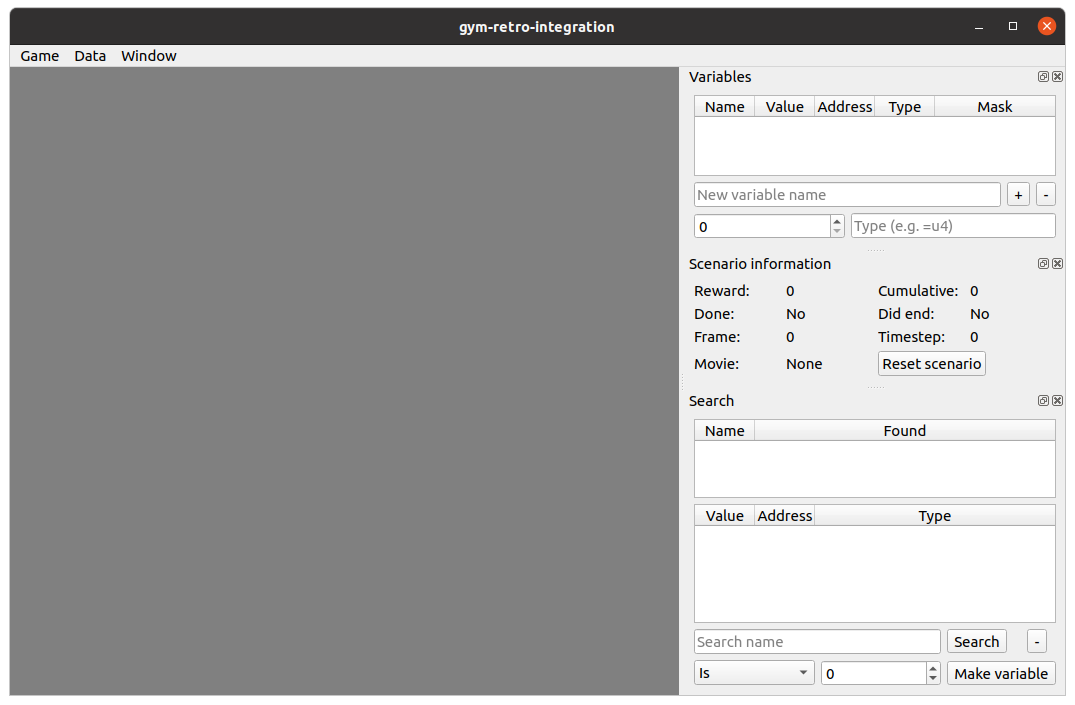 gym-retro-integration
Game Data Window
Variables
Name Value Address Type Mask
New variable name + -
0 Type (e.g. =u4)
Scenario information
Reward: 0 Cumulative: 0
Done: No Did end: No
Frame: 0 Timestep: 0
Movie: None Reset scenario
Search
Name Found
Value Address Type
Search name Search -
Is 0 Make variable